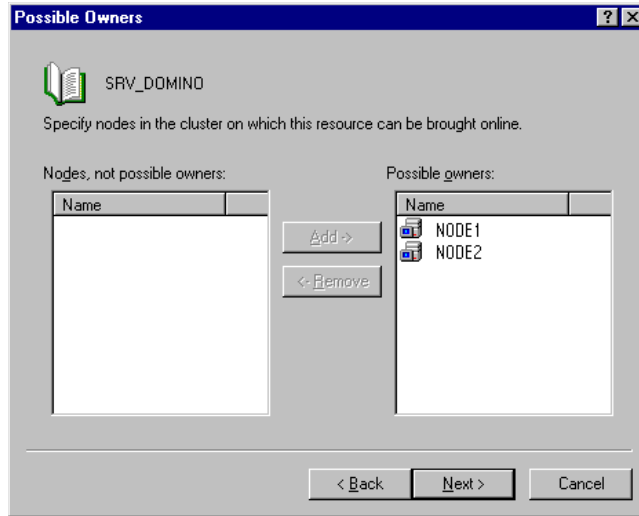 Possible Owners
SRV_DOMINO
Specify nodes in the cluster on which this resource can be brought online.
Nodes, not possible owners:
Possible owners:
Name
Name
NODE1
NODE2
Add ->
<- Remove
< Back
Next >
Cancel